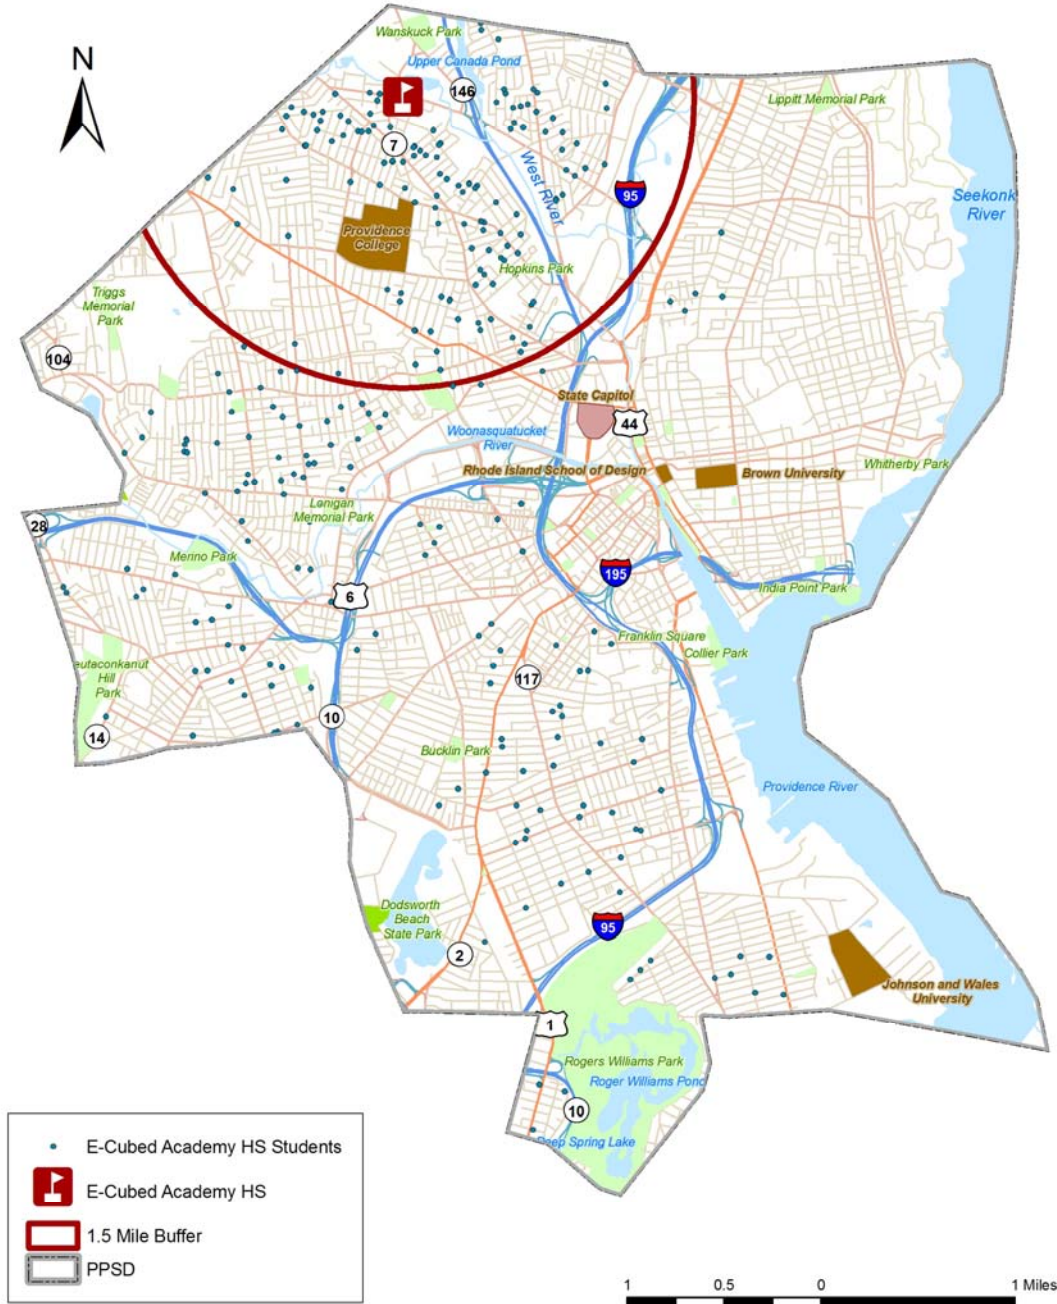 N
Wanskuck Park
Upper Canada Pond
146
Lippitt Memorial Park
7
West River
95
Seekonk
River
Providence
College
Hopkins Park
Triggs
Memorial
Park
104
State Capitol
44
Woonasquatucket
River
Rhode Island School of Design
Brown University
Whitherby Park
Lenigan
Memorial Park
28
Merino Park
195
6
India Point Park
Franklin Square
Collier Park
eutaconkanut
Hill
Park
117
10
14
Bucklin Park
Providence River
Dodsworth
Beach
State Park
95
2
Johnson and Wales
University
1
Rogers Williams Park
Roger Williams Pond
10
Deep Spring Lake
E-Cubed Academy HS Students
E-Cubed Academy HS
1.5 Mile Buffer
PPSD
1 0.5 0 1 Miles